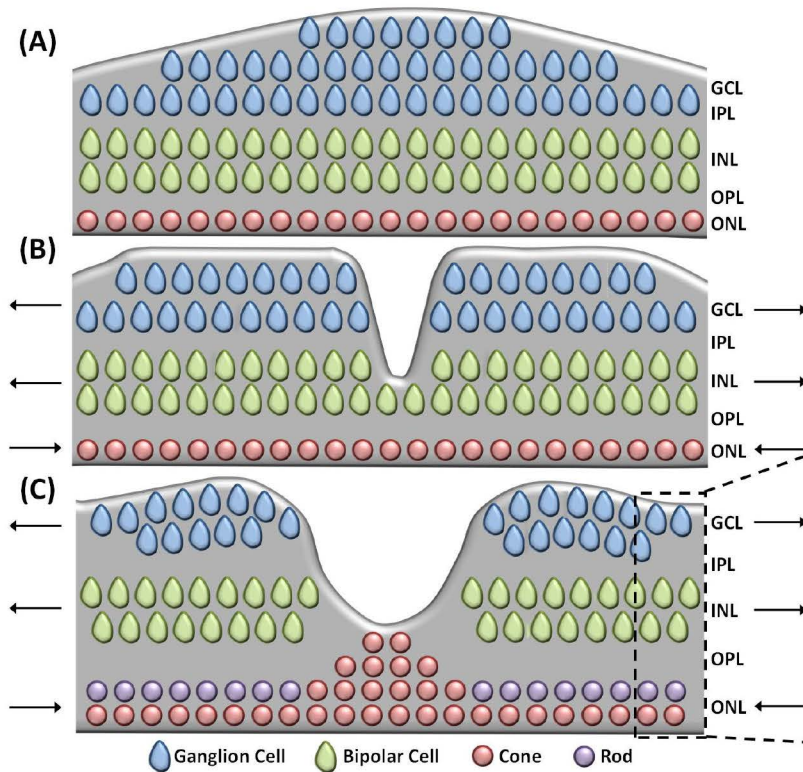 (A)
GCL
IPL
INL
OPL
ONL
(B)
GCL
IPL
INL
OPL
ONL
(C)
GCL
IPL
INL
OPL
ONL
Ganglion Cell Bipolar Cell Cone Rod